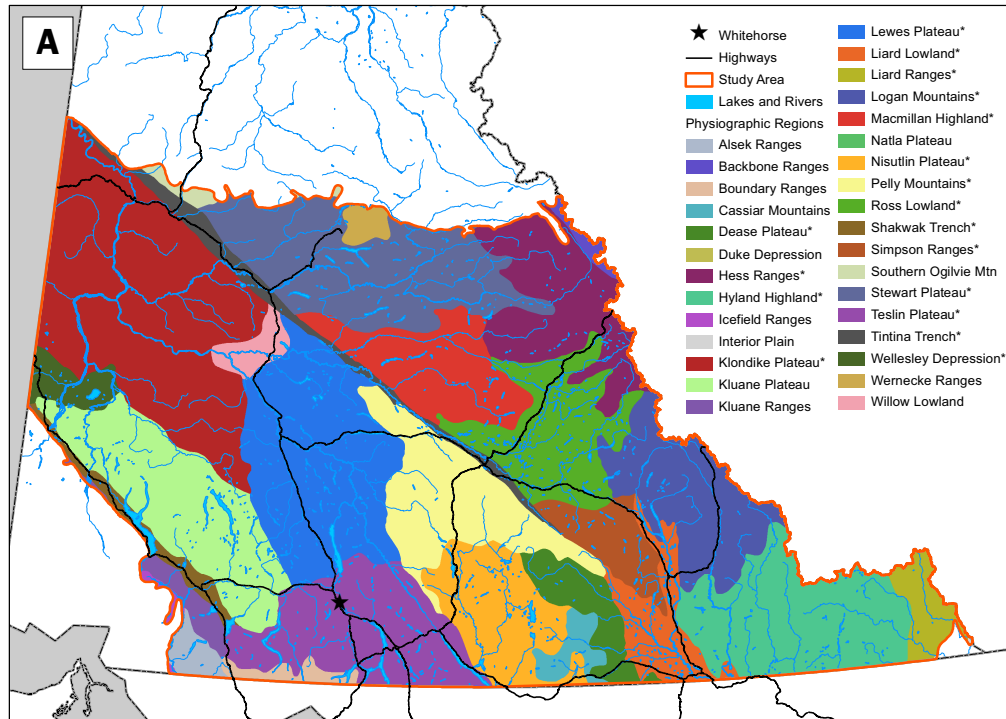 A
Whitehorse
Highways
Study Area
Lakes and Rivers
Physiographic Regions
Alsek Ranges
Backbone Ranges
Boundary Ranges
Cassiar Mountains
Dease Plateau*
Duke Depression
Hess Ranges*
Hyland Highland*
Icefield Ranges
Interior Plain
Klondike Plateau*
Kluane Plateau
Kluane Ranges
Lewes Plateau*
Liard Lowland*
Liard Ranges*
Logan Mountains*
Macmillan Highland*
Natla Plateau
Nisutlin Plateau*
Pelly Mountains*
Ross Lowland*
Shakwak Trench*
Simpson Ranges*
Southern Ogilvie Mtn
Stewart Plateau*
Teslin Plateau*
Tintina Trench*
Wellesley Depression*
Wernecke Ranges
Willow Lowland